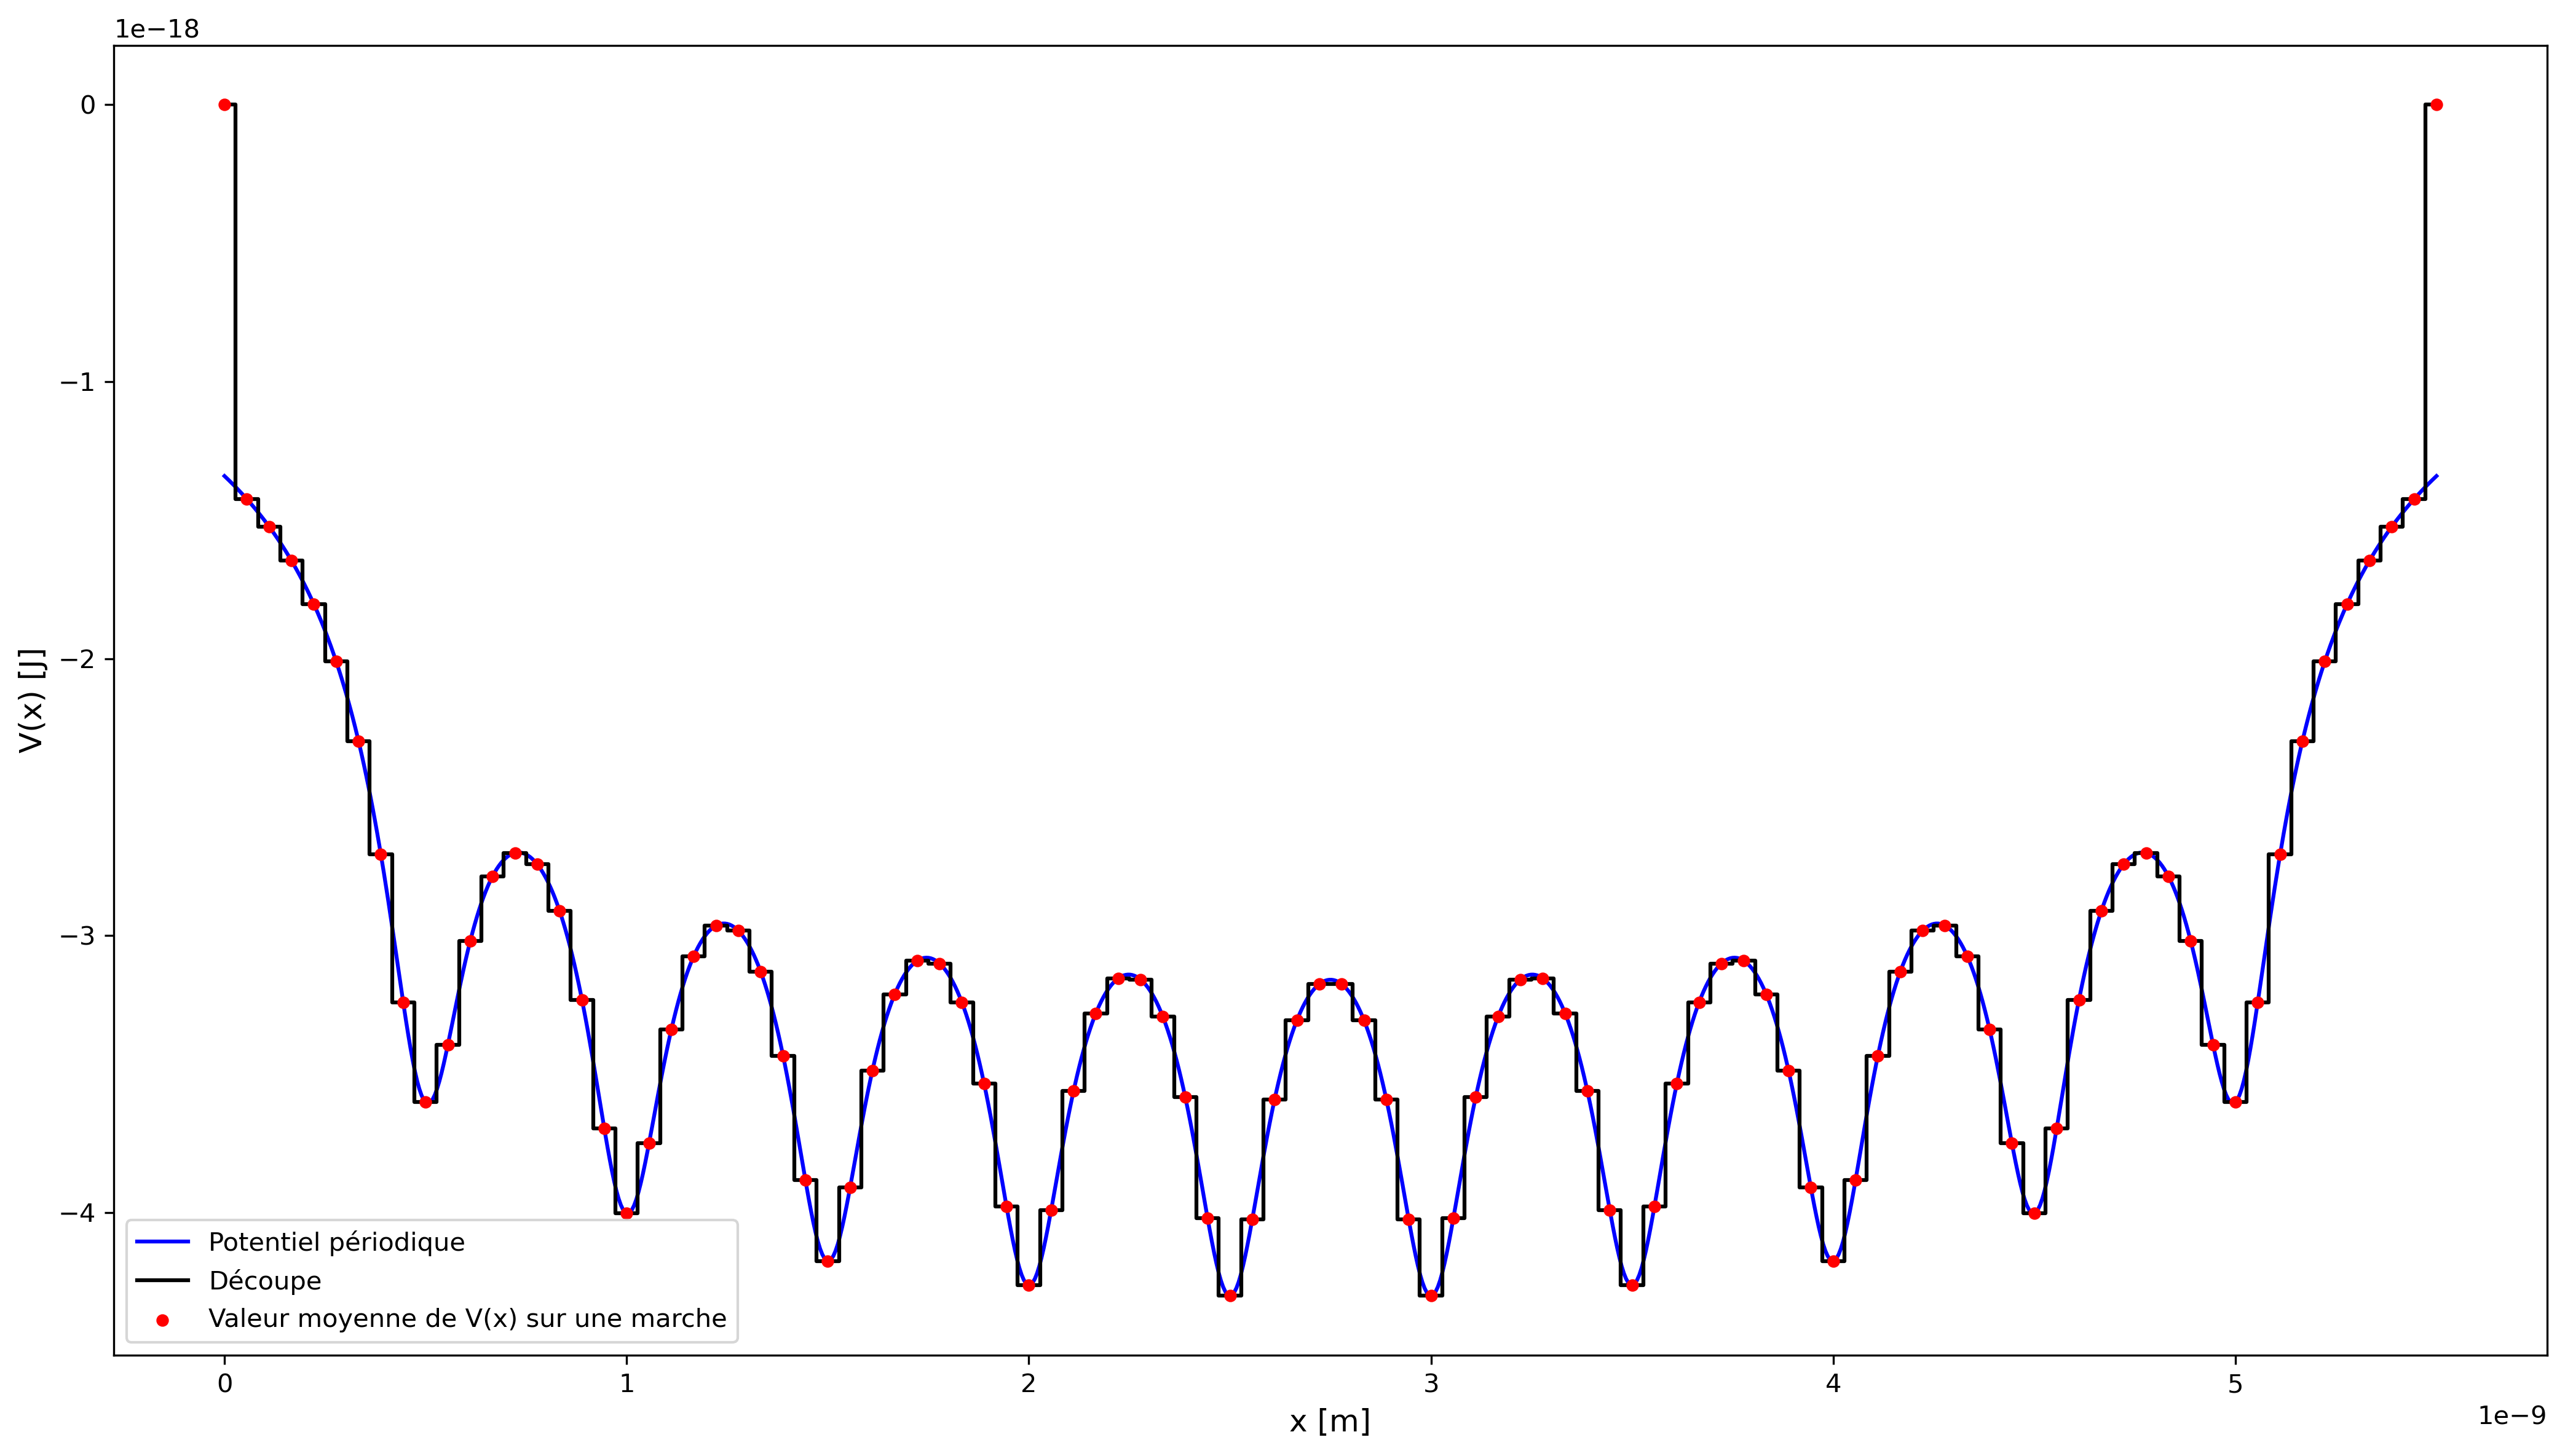 1e−18
0
−1
−2
−3
−4
V(x) [J]
Potentiel périodique
Découpe
Valeur moyenne de V(x) sur une marche
0 1 2 3 4 5
1e−9
x [m]